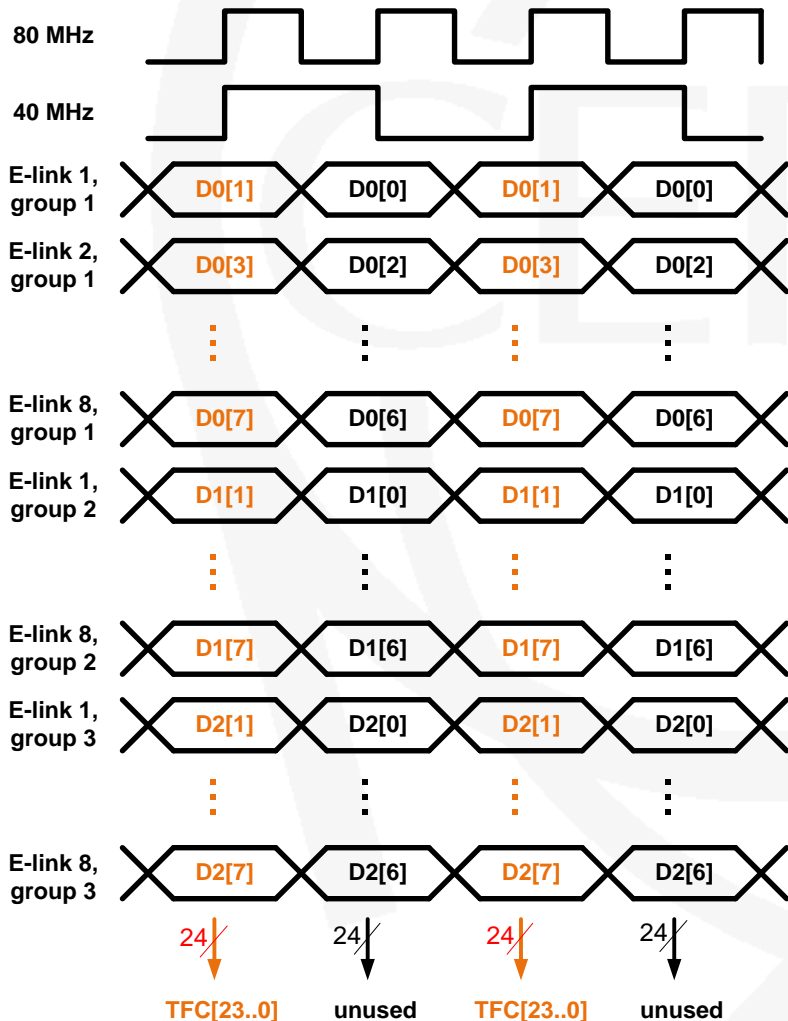 80 MHz
40 MHz
E-link 1,
group 1
D0[1] D0[0] D0[1] D0[0]
E-link 2,
group 1
D0[3] D0[2] D0[3] D0[2]
E-link 8,
group 1
D0[7] D0[6] D0[7] D0[6]
E-link 1,
group 2
D1[1] D1[0] D1[1] D1[0]
E-link 8,
group 2
D1[7] D1[6] D1[7] D1[6]
E-link 1,
group 3
D2[1] D2[0] D2[1] D2[0]
E-link 8,
group 3
D2[7] D2[6] D2[7] D2[6]
24 24 24 24
TFC[23..0] unused TFC[23..0] unused